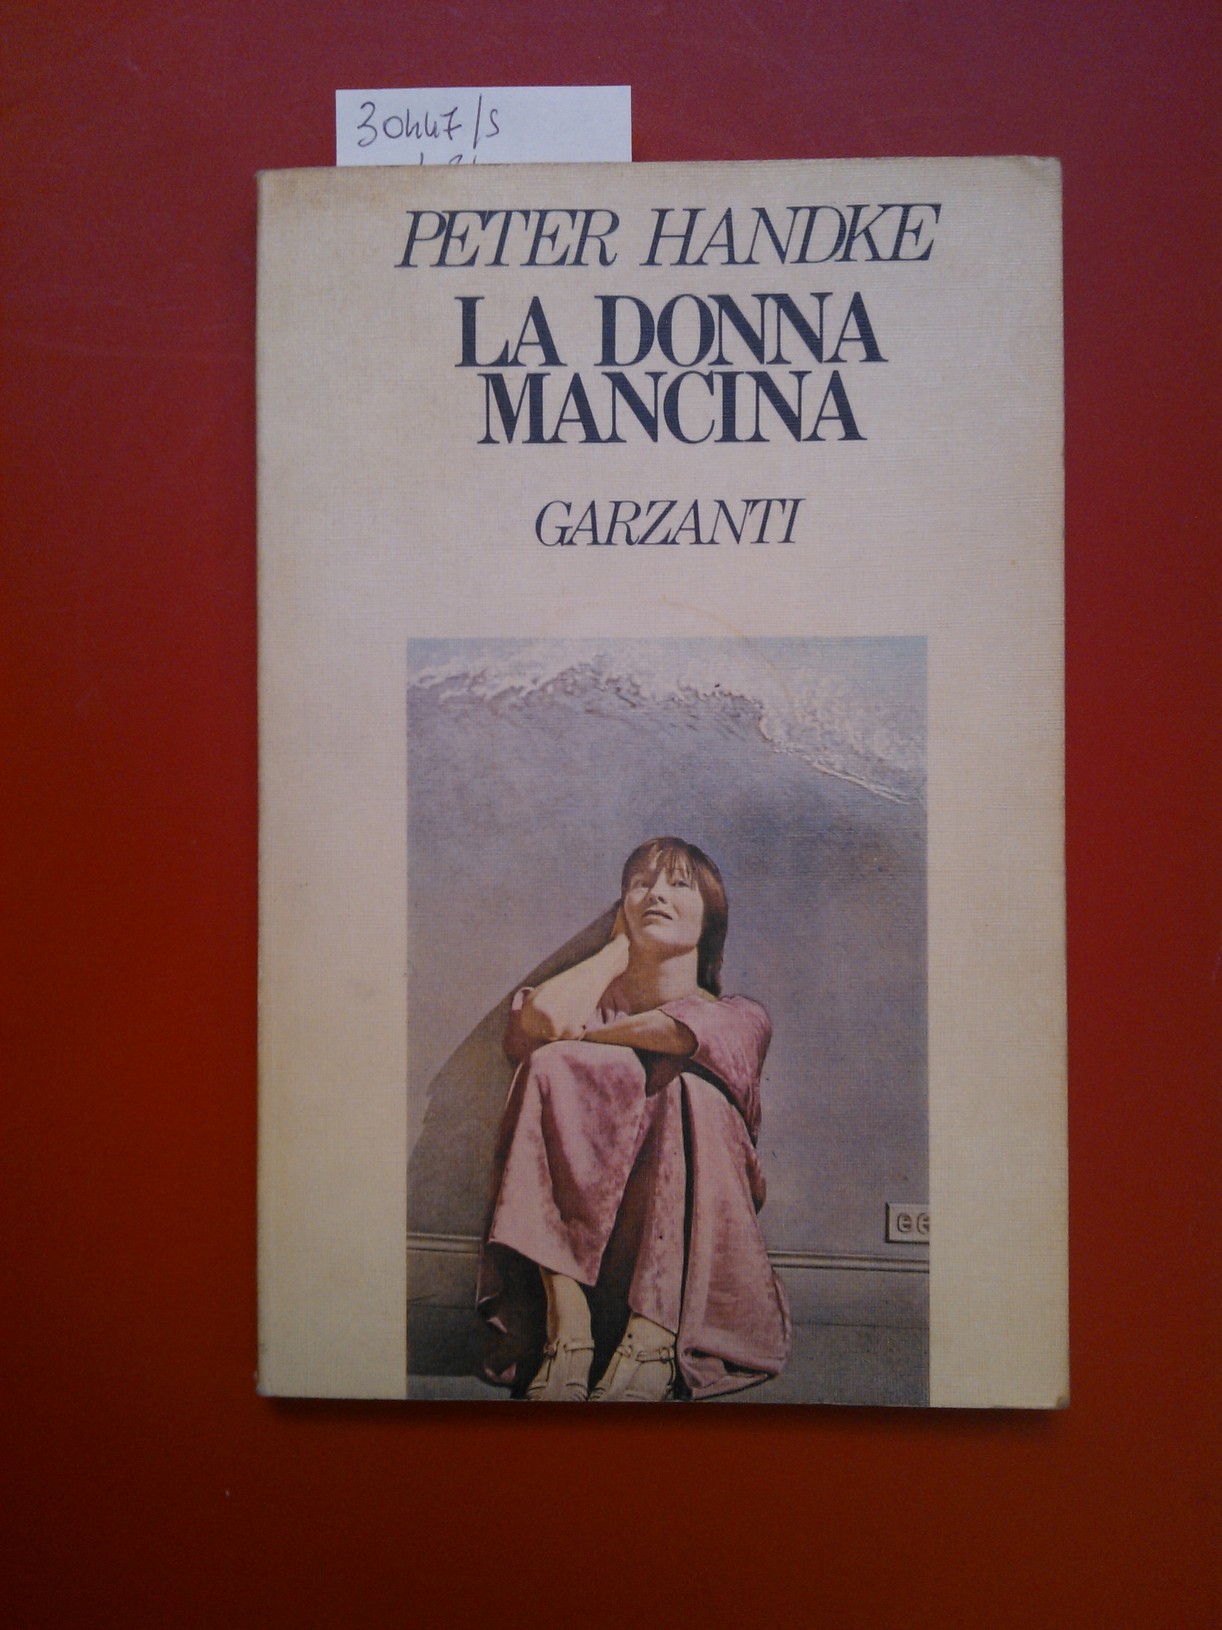 30447/S
PETER HANDKE
LA DONNA
MANCINA
GARZANTI